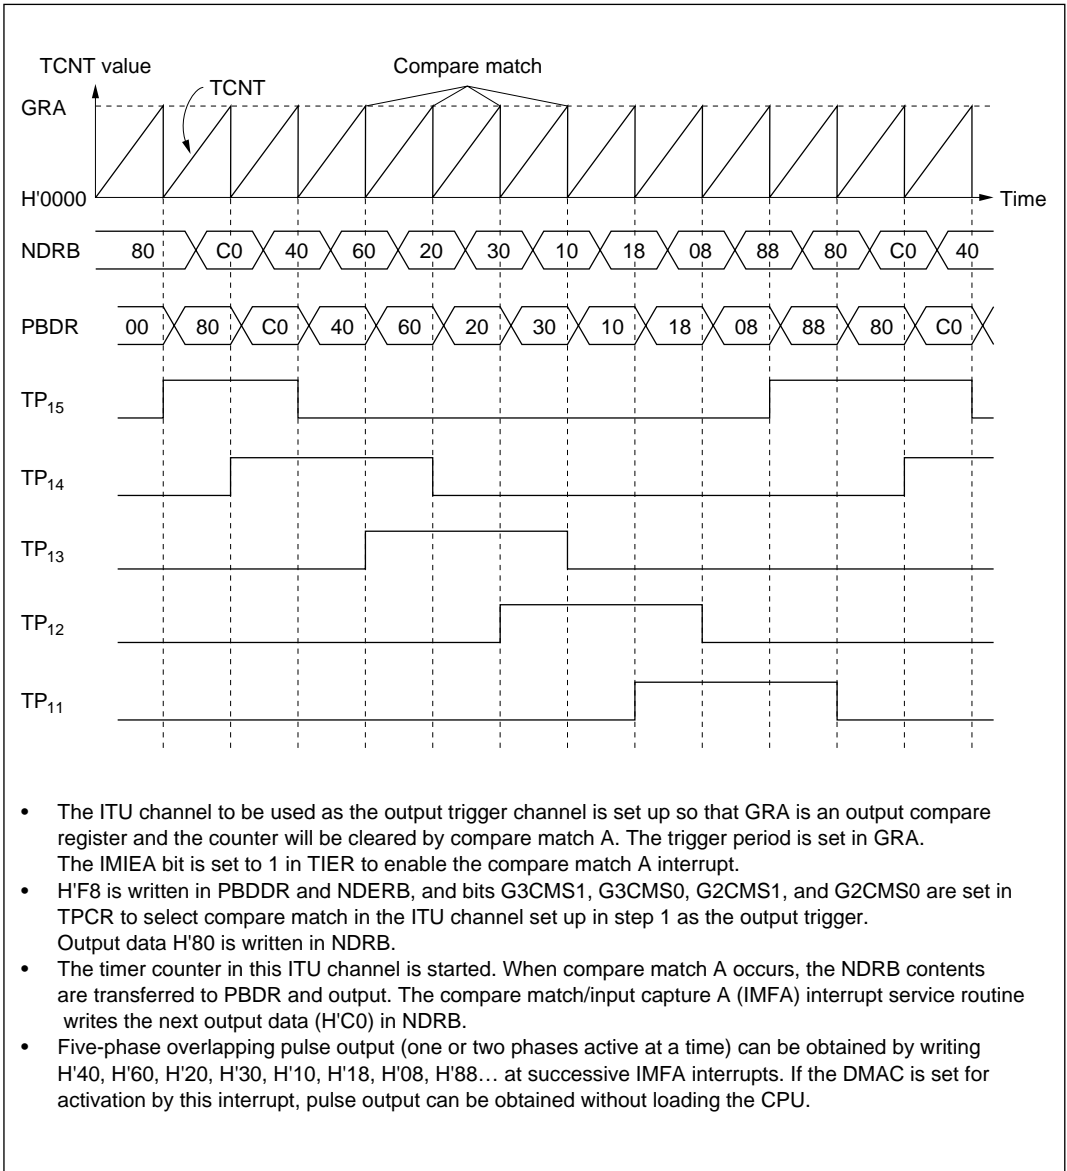 TCNT value
Compare match
TCNT
GRA
H'0000
Time
NDRB 80 C0 40 60 20 30 10 18 08 88 80 C0 40
PBDR 00 80 C0 40 60 20 30 10 18 08 88 80 C0
TP15
TP14
TP13
TP12
TP11
• The ITU channel to be used as the output trigger channel is set up so that GRA is an output compare
register and the counter will be cleared by compare match A. The trigger period is set in GRA.
The IMIEA bit is set to 1 in TIER to enable the compare match A interrupt.
• H'F8 is written in PBDDR and NDERB, and bits G3CMS1, G3CMS0, G2CMS1, and G2CMS0 are set in
TPCR to select compare match in the ITU channel set up in step 1 as the output trigger.
Output data H'80 is written in NDRB.
• The timer counter in this ITU channel is started. When compare match A occurs, the NDRB contents
are transferred to PBDR and output. The compare match/input capture A (IMFA) interrupt service routine
writes the next output data (H'C0) in NDRB.
• Five-phase overlapping pulse output (one or two phases active at a time) can be obtained by writing
H'40, H'60, H'20, H'30, H'10, H'18, H'08, H'88… at successive IMFA interrupts. If the DMAC is set for
activation by this interrupt, pulse output can be obtained without loading the CPU.